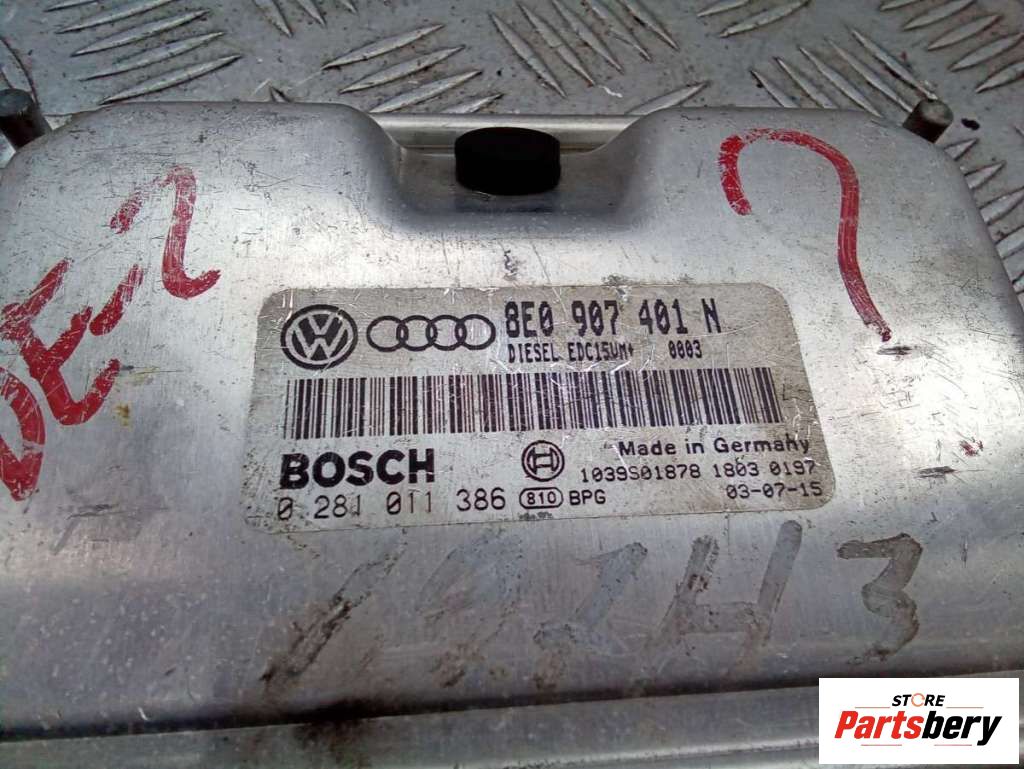 8E0 907 401 N
DIESEL EDC15VM+ 0003
BOSCH
Made in Germany
1039S01878 1803 0197
0 281 011 386 810 BPG 03-07-15
STORE
Partsbery